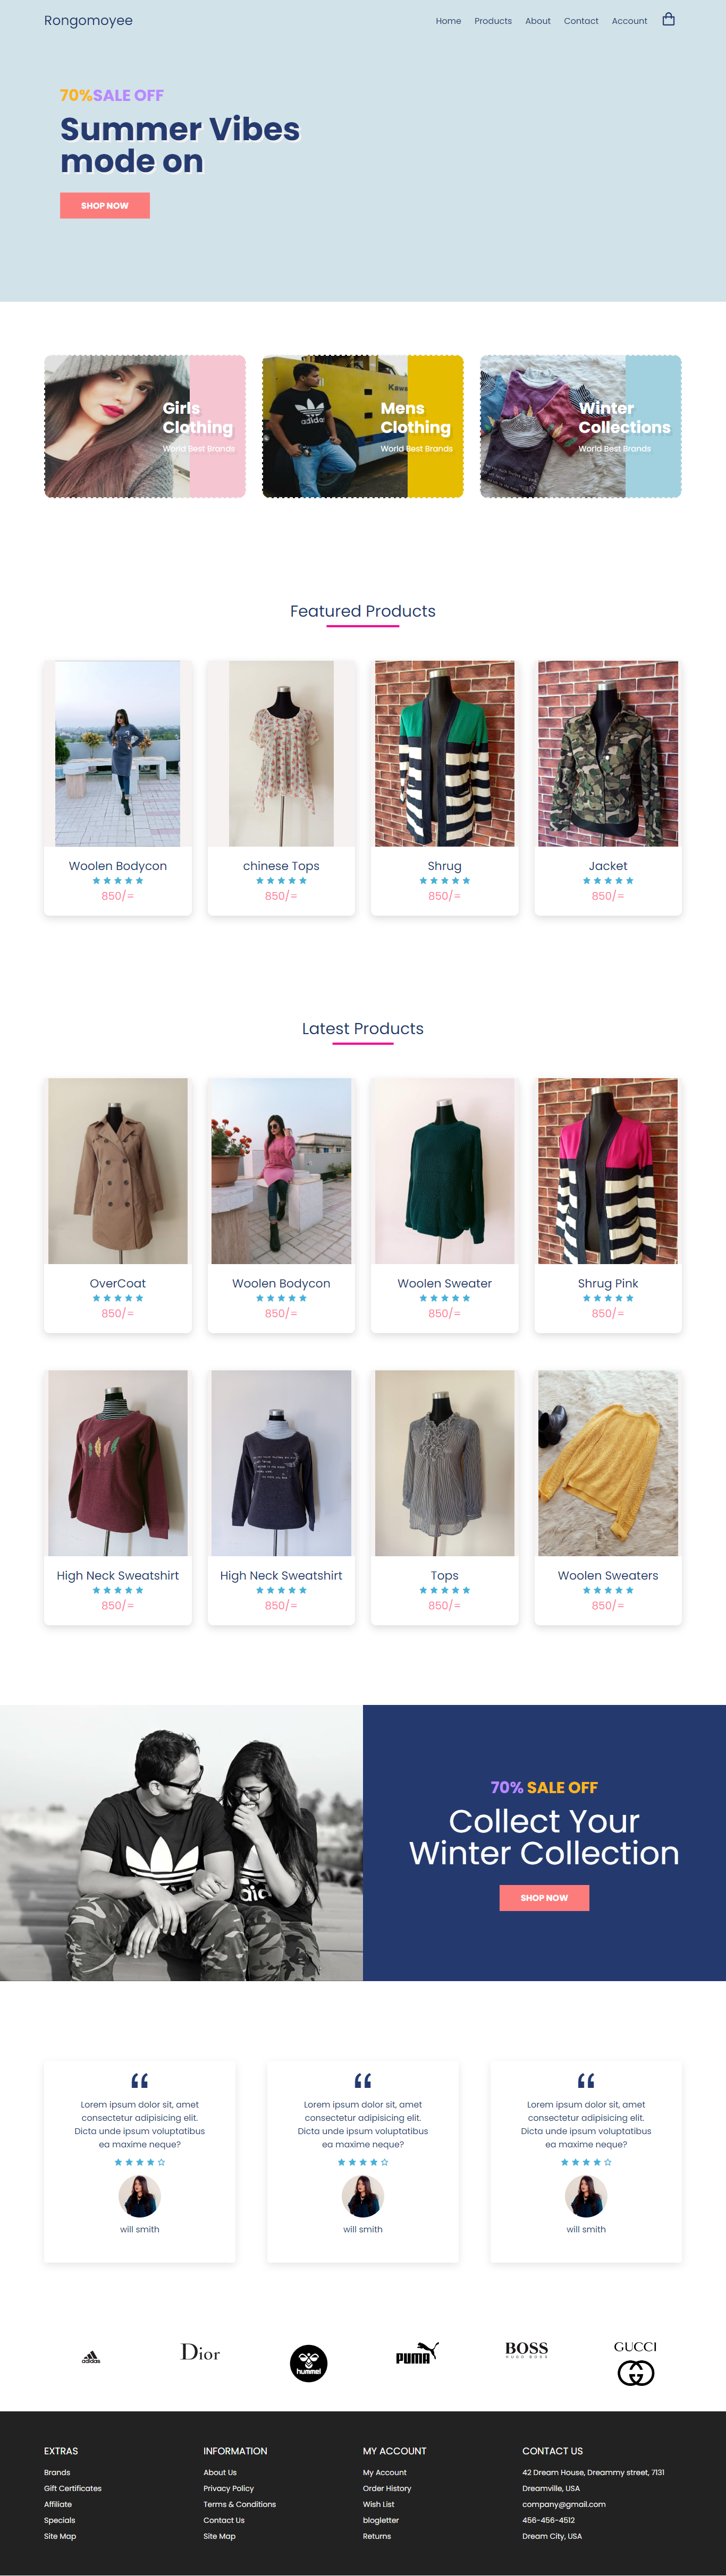 Rongomoyee
Home Products About Contact Account
70%SALE OFF
Summer Vibes
mode on
SHOP NOW
Girls
Clothing
World Best Brands
Kawa
adidas
Mens
Clothing
World Best Brands
Winter
Collections
World Best Brands
Featured Products
Woolen Bodycon
850/=
chinese Tops
850/=
Shrug
850/=
Jacket
850/=
Latest Products
OverCoat
850/=
Woolen Bodycon
850/=
Woolen Sweater
850/=
Shrug Pink
850/=
High Neck Sweatshirt
850/=
High Neck Sweatshirt
850/=
Tops
850/=
Woolen Sweaters
850/=
70% SALE OFF
Collect Your
Winter Collection
SHOP NOW
Lorem ipsum dolor sit, amet
consectetur adipisicing elit.
Dicta unde ipsum voluptatibus
ea maxime neque?
will smith
Lorem ipsum dolor sit, amet
consectetur adipisicing elit.
Dicta unde ipsum voluptatibus
ea maxime neque?
will smith
Lorem ipsum dolor sit, amet
consectetur adipisicing elit.
Dicta unde ipsum voluptatibus
ea maxime neque?
will smith
adidas
Dior
hummel
PUMA
BOSS
HUGO BOSS
GUCCI
EXTRAS
Brands
Gift Certificates
Affiliate
Specials
Site Map
INFORMATION
About Us
Privacy Policy
Terms & Conditions
Contact Us
Site Map
MY ACCOUNT
My Account
Order History
Wish List
blogletter
Returns
CONTACT US
42 Dream House, Dreammy street, 7131
Dreamville, USA
company@gmail.com
456-456-4512
Dream City, USA